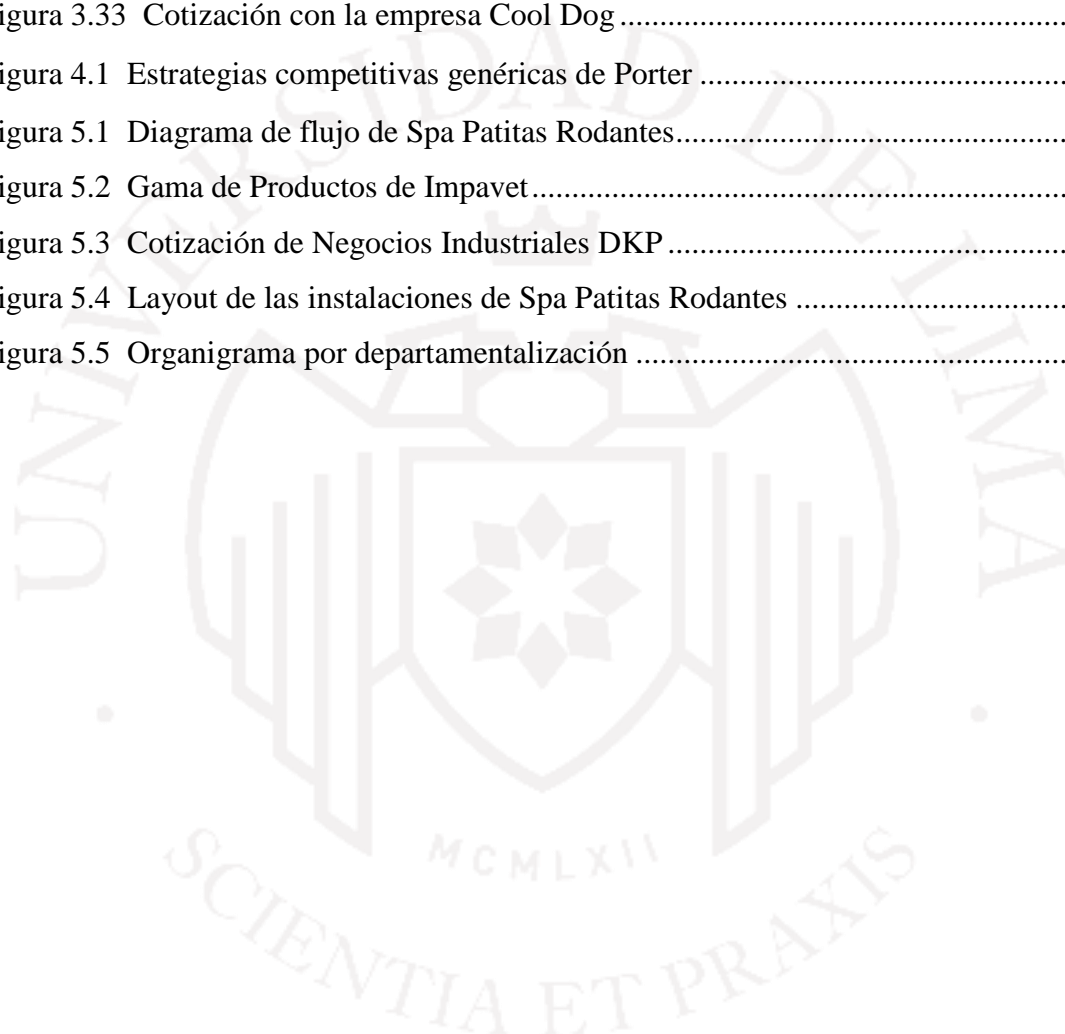 igura 3.33  Cotización con la empresa Cool Dog ..........................................................
igura 4.1  Estrategias competitivas genéricas de Porter ................................................
igura 5.1  Diagrama de flujo de Spa Patitas Rodantes...................................................
igura 5.2  Gama de Productos de Impavet .....................................................................
igura 5.3  Cotización de Negocios Industriales DKP ....................................................
igura 5.4  Layout de las instalaciones de Spa Patitas Rodantes ...................................
igura 5.5  Organigrama por departamentalización .......................................................
UNIVERSIDAD DE LIMA
MCMLXII
SCIENTIA ET PRAXIS